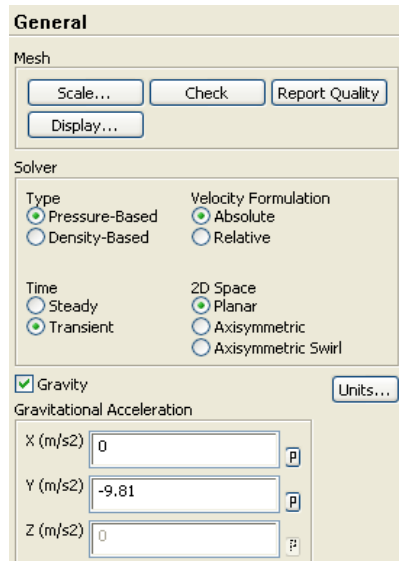 General
Mesh
Scale... Check Report Quality
Display...
Solver
Type Velocity Formulation
Pressure-Based Absolute
Density-Based Relative
Time 2D Space
Steady Planar
Transient Axisymmetric
Axisymmetric Swirl
Gravity Units...
Gravitational Acceleration
X (m/s2) 0 P
Y (m/s2) -9.81 P
Z (m/s2) 0 P